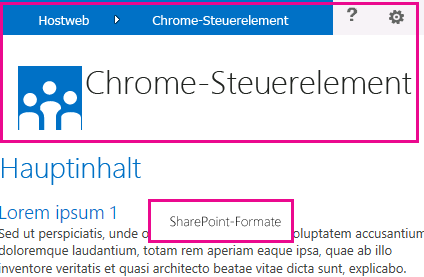 Hostweb Chrome-Steuerelement ?
Chrome-Steuerelement
Hauptinhalt
Lorem ipsum 1
SharePoint-Formate
Sed ut perspiciatis, unde o oluptatem accusantium
doloremque laudantium, totam rem aperiam eaque ipsa, quae ab illo
inventore veritatis et quasi architecto beatae vitae dicta sunt, explicabo.